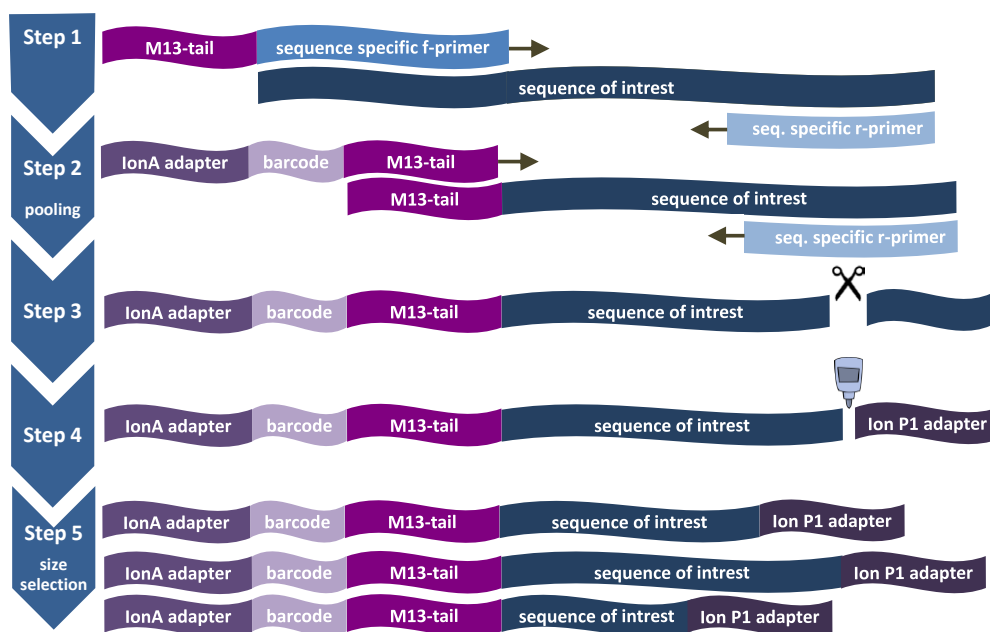 Step 1
M13-tail
sequence specific f-primer
sequence of intrest
seq. specific r-primer
Step 2
pooling
IonA adapter
barcode
M13-tail
M13-tail
sequence of intrest
seq. specific r-primer
Step 3
IonA adapter
barcode
M13-tail
sequence of intrest
Step 4
IonA adapter
barcode
M13-tail
sequence of intrest
Ion P1 adapter
Step 5
size
selection
IonA adapter
barcode
M13-tail
sequence of intrest
Ion P1 adapter
IonA adapter
barcode
M13-tail
sequence of intrest
Ion P1 adapter
IonA adapter
barcode
M13-tail
sequence of intrest
Ion P1 adapter